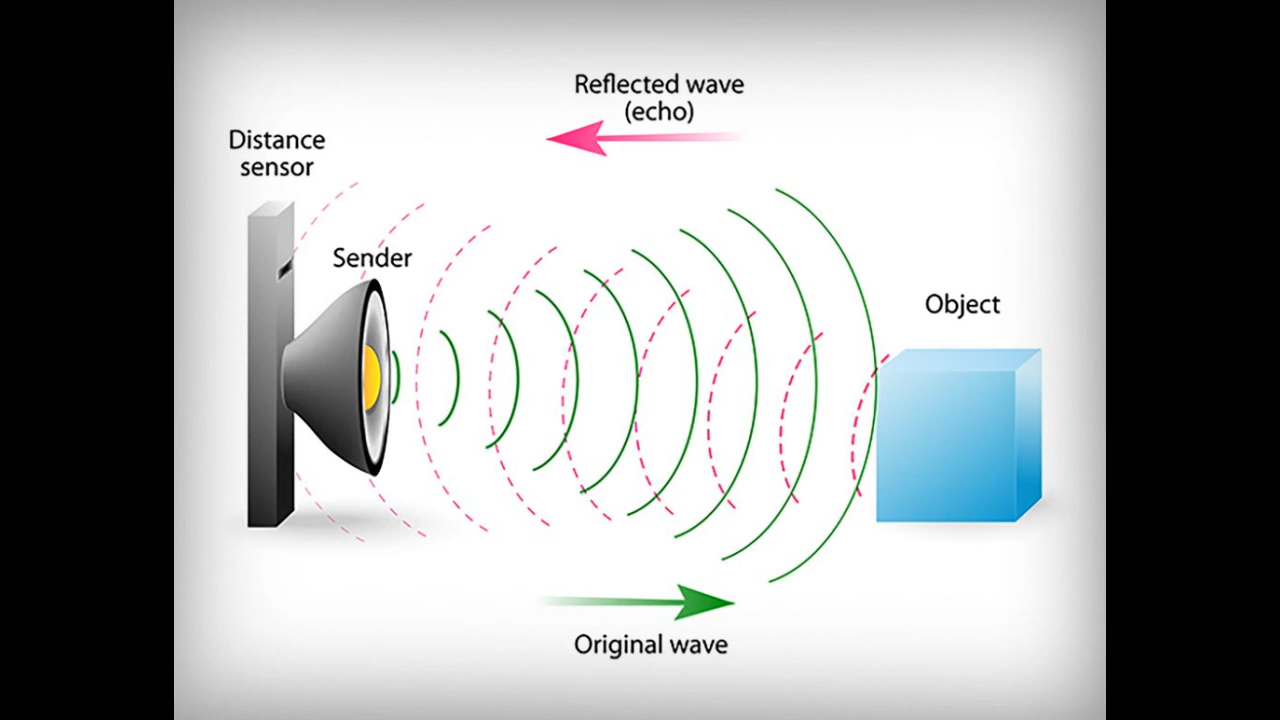 Reflected wave
(echo)
Distance
sensor
Sender
Object
Original wave